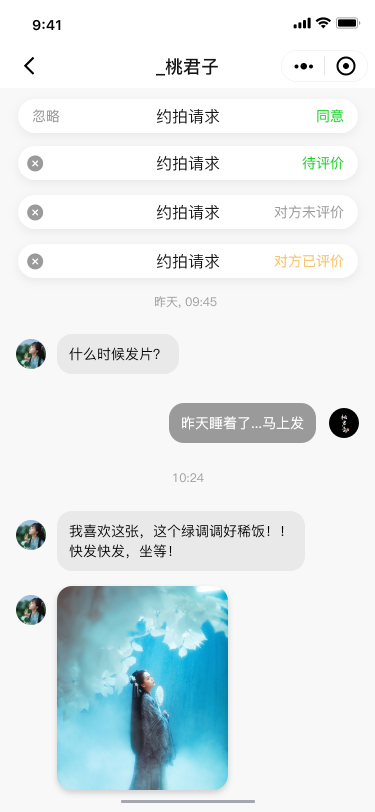 9:41
_桃君子
忽略 约拍请求 同意
约拍请求 待评价
约拍请求 对方未评价
约拍请求 对方已评价
昨天, 09:45
什么时候发片?
昨天睡着了...马上发
10:24
我喜欢这张，这个绿调调好稀饭！！
快发快发，坐等！